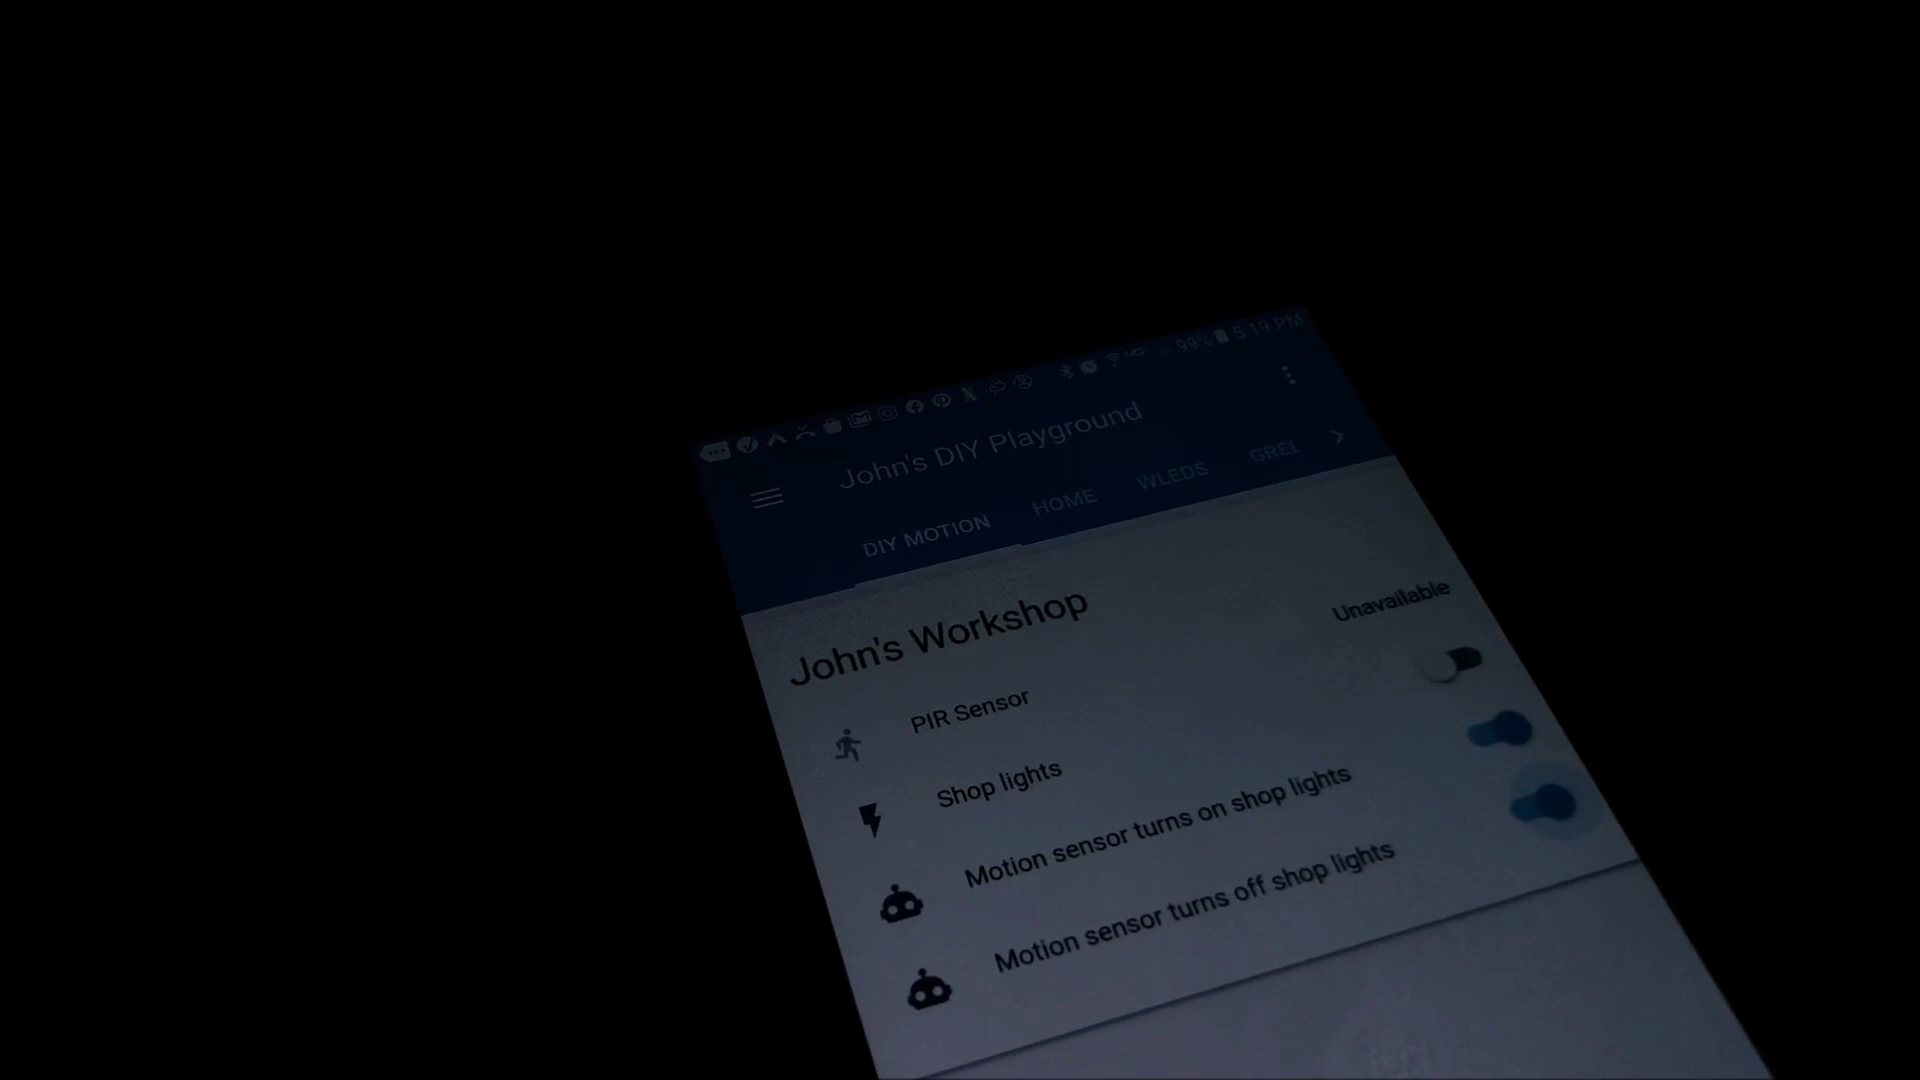 99% 5:19 PM
John's DIY Playground
DIY MOTION HOME WLEDS
John's Workshop
PIR Sensor Unavailable
Shop lights
Motion sensor turns on shop lights
Motion sensor turns off shop lights